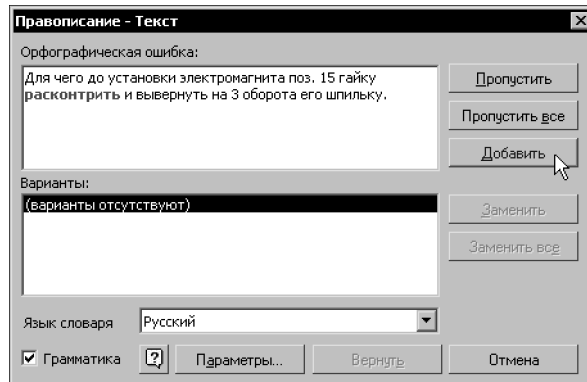 Правописание - Текст
Орфографическая ошибка:
Для чего до установки электромагнита поз. 15 гайку
расконтрить и вывернуть на 3 оборота его шпильку.
Пропустить
Пропустить все
Добавить
Варианты:
(варианты отсутствуют)
Заменить
Заменить все
Язык словаря
Русский
Грамматика
Параметры...
Вернуть
Отмена